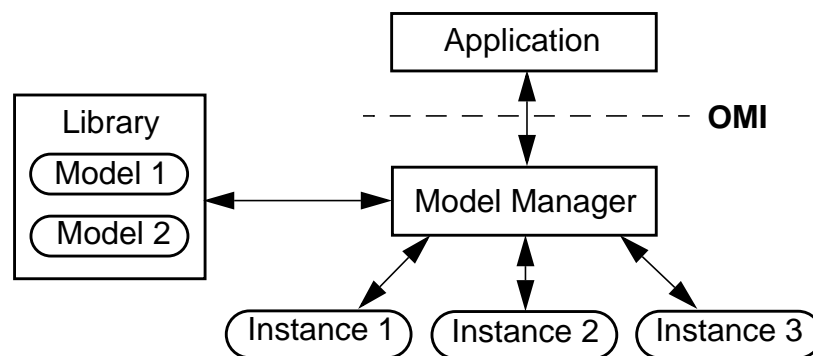 Application
OMI
Library
Model 1
Model 2
Model Manager
Instance 1
Instance 2
Instance 3